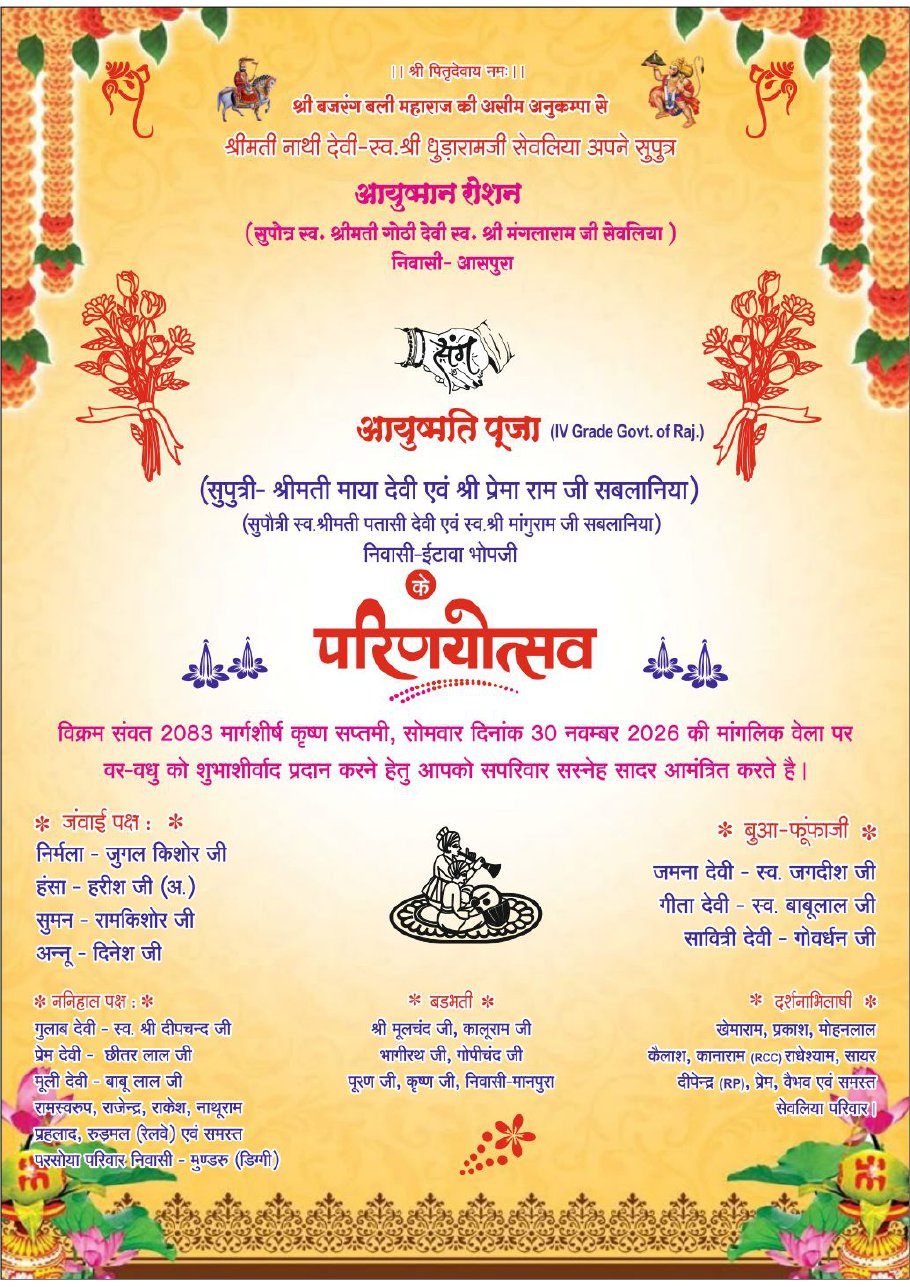 ।। श्री पितृदेवाय नमः।।
श्री बजरंग बली महाराज की असीम अनुकम्पा से
श्रीमती नाथी देवी-स्व.श्री धुड़ारामजी सेवलिया अपने सुपुत्र
आयुष्मान रोशन
(सुपौत्र स्व. श्रीमती गोठी देवी स्व. श्री मंगलाराम जी सेवलिया )
निवासी- आसपुरा
संग
आयुष्मति पूजा (IV Grade Govt. of Raj.)
(सुपुत्री- श्रीमती माया देवी एवं श्री प्रेमा राम जी सबलानिया)
(सुपौत्री स्व.श्रीमती पतासी देवी एवं स्व.श्री मांगुराम जी सबलानिया)
निवासी-ईटावा भोपजी
के
परिणयोत्सव
विक्रम संवत 2083 मार्गशीर्ष कृष्ण सप्तमी, सोमवार दिनांक 30 नवम्बर 2026 की मांगलिक वेला पर
वर-वधु को शुभाशीर्वाद प्रदान करने हेतु आपको सपरिवार सस्नेह सादर आमंत्रित करते है।
* जंवाई पक्ष : *
निर्मला - जुगल किशोर जी
हंसा - हरीश जी (अ.)
सुमन - रामकिशोर जी
अन्नू - दिनेश जी
* बुआ-फूंफाजी *
जमना देवी - स्व. जगदीश जी
गीता देवी - स्व. बाबूलाल जी
सावित्री देवी - गोवर्धन जी
* ननिहाल पक्ष : *
गुलाब देवी - स्व. श्री दीपचन्द जी
प्रेम देवी - छीतर लाल जी
मूली देवी - बाबू लाल जी
रामस्वरुप, राजेन्द्र, राकेश, नाथूराम
प्रहलाद, रुड़मल (रेलवे) एवं समस्त
परसोया परिवार निवासी - मुण्डरु (डिग्गी)
* बडभती *
श्री मूलचंद जी, कालूराम जी
भागीरथ जी, गोपीचंद जी
पूरण जी, कृष्ण जी, निवासी-मानपुरा
* दर्शनाभिलाषी *
खेमाराम, प्रकाश, मोहनलाल
कैलाश, कानाराम (RCC) राधेश्याम, सायर
दीपेन्द्र (RP), प्रेम, वैभव एवं समस्त
सेवलिया परिवार।